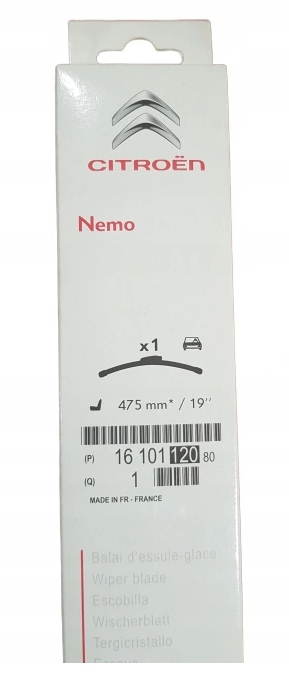 CITROËN
Nemo
x1
475 mm* / 19''
(P) 16 101 120 80
(Q) 1
MADE IN FR - FRANCE
Balai d'essuie-glace
Wiper blade
Escobilla
Wischerblatt
Tergicristallo